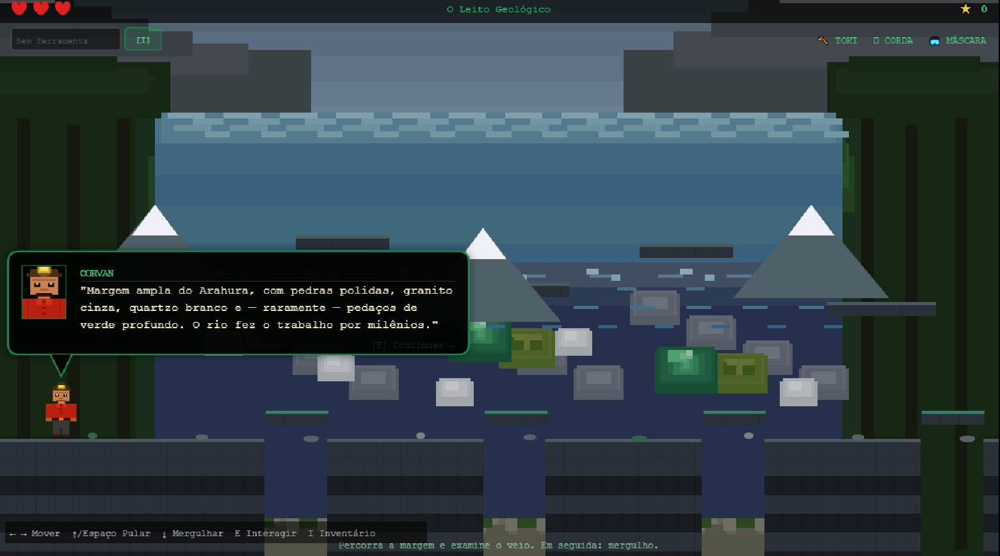 O Leito Geológico
0
Sem ferramenta
[I]
TOKI
CORDA
MÁSCARA
CORVAN
"Margem ampla do Arahura, com pedras polidas, granito
cinza, quartzo branco e — raramente — pedaços de
verde profundo. O rio fez o trabalho por milênios."
[E] Continuar →
← → Mover ↑/Espaço Pular ↓ Mergulhar E Interagir I Inventário
Percorra a margem e examine o veio. Em seguida: mergulho.